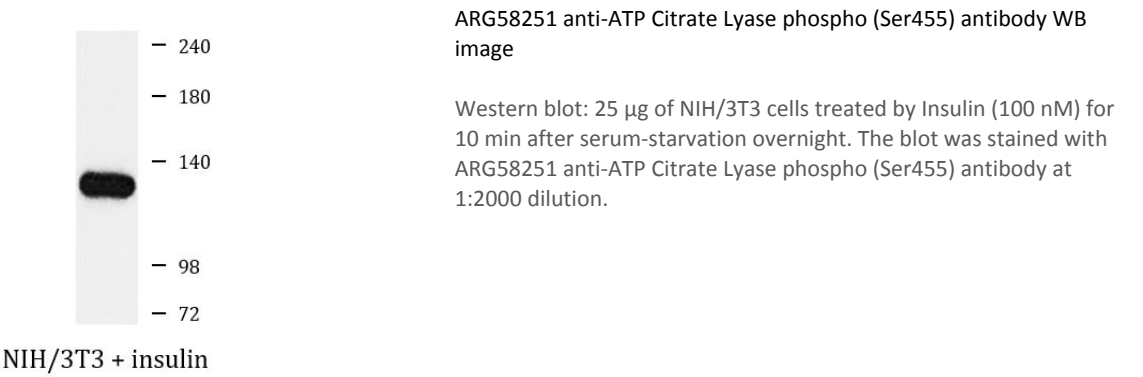 — 240
— 180
— 140
— 98
— 72
NIH/3T3 + insulin
ARG58251 anti-ATP Citrate Lyase phospho (Ser455) antibody WB
image
Western blot: 25 µg of NIH/3T3 cells treated by Insulin (100 nM) for
10 min after serum-starvation overnight. The blot was stained with
ARG58251 anti-ATP Citrate Lyase phospho (Ser455) antibody at
1:2000 dilution.